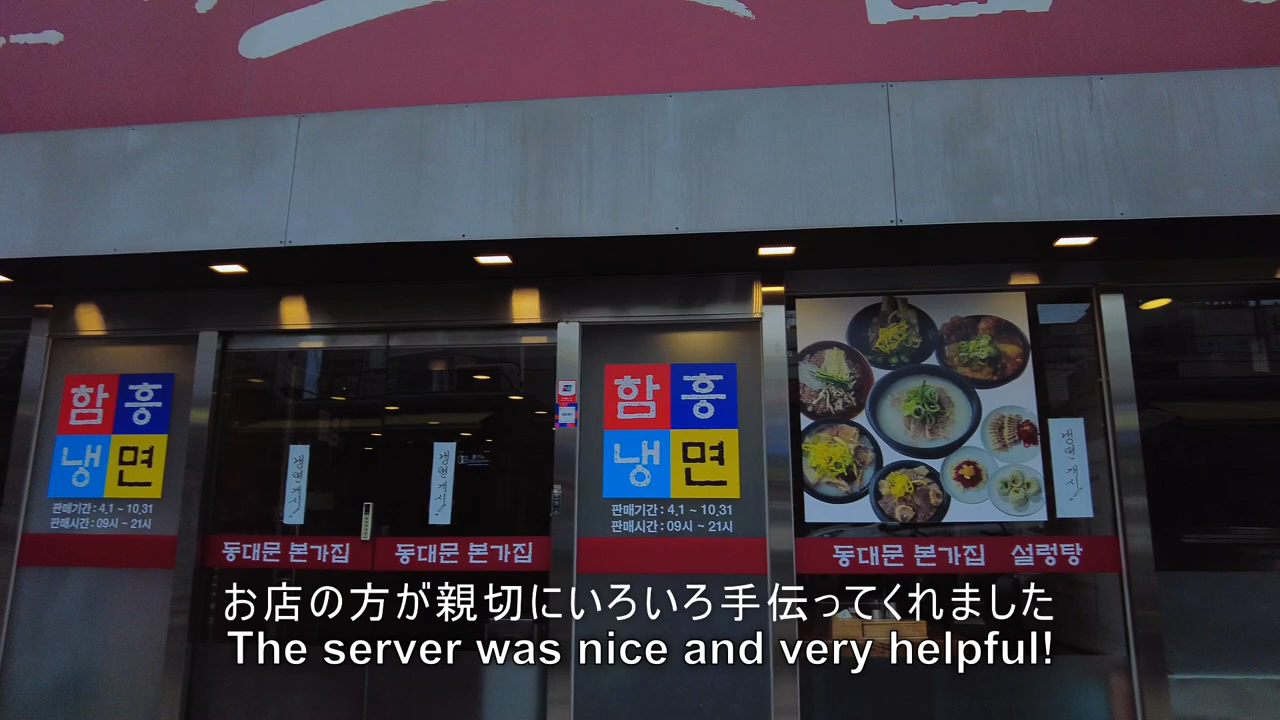 함흥
냉면
판매기간 : 4.1 ~ 10.31
판매시간 : 09시 ~ 21시
냉면 개시
냉면 개시
함흥
냉면
판매기간 : 4.1 ~ 10.31
판매시간 : 09시 ~ 21시
냉면 개시
동대문 본가집
동대문 본가집
동대문 본가집 설렁탕
お店の方が親切にいろいろ手伝ってくれました
The server was nice and very helpful!